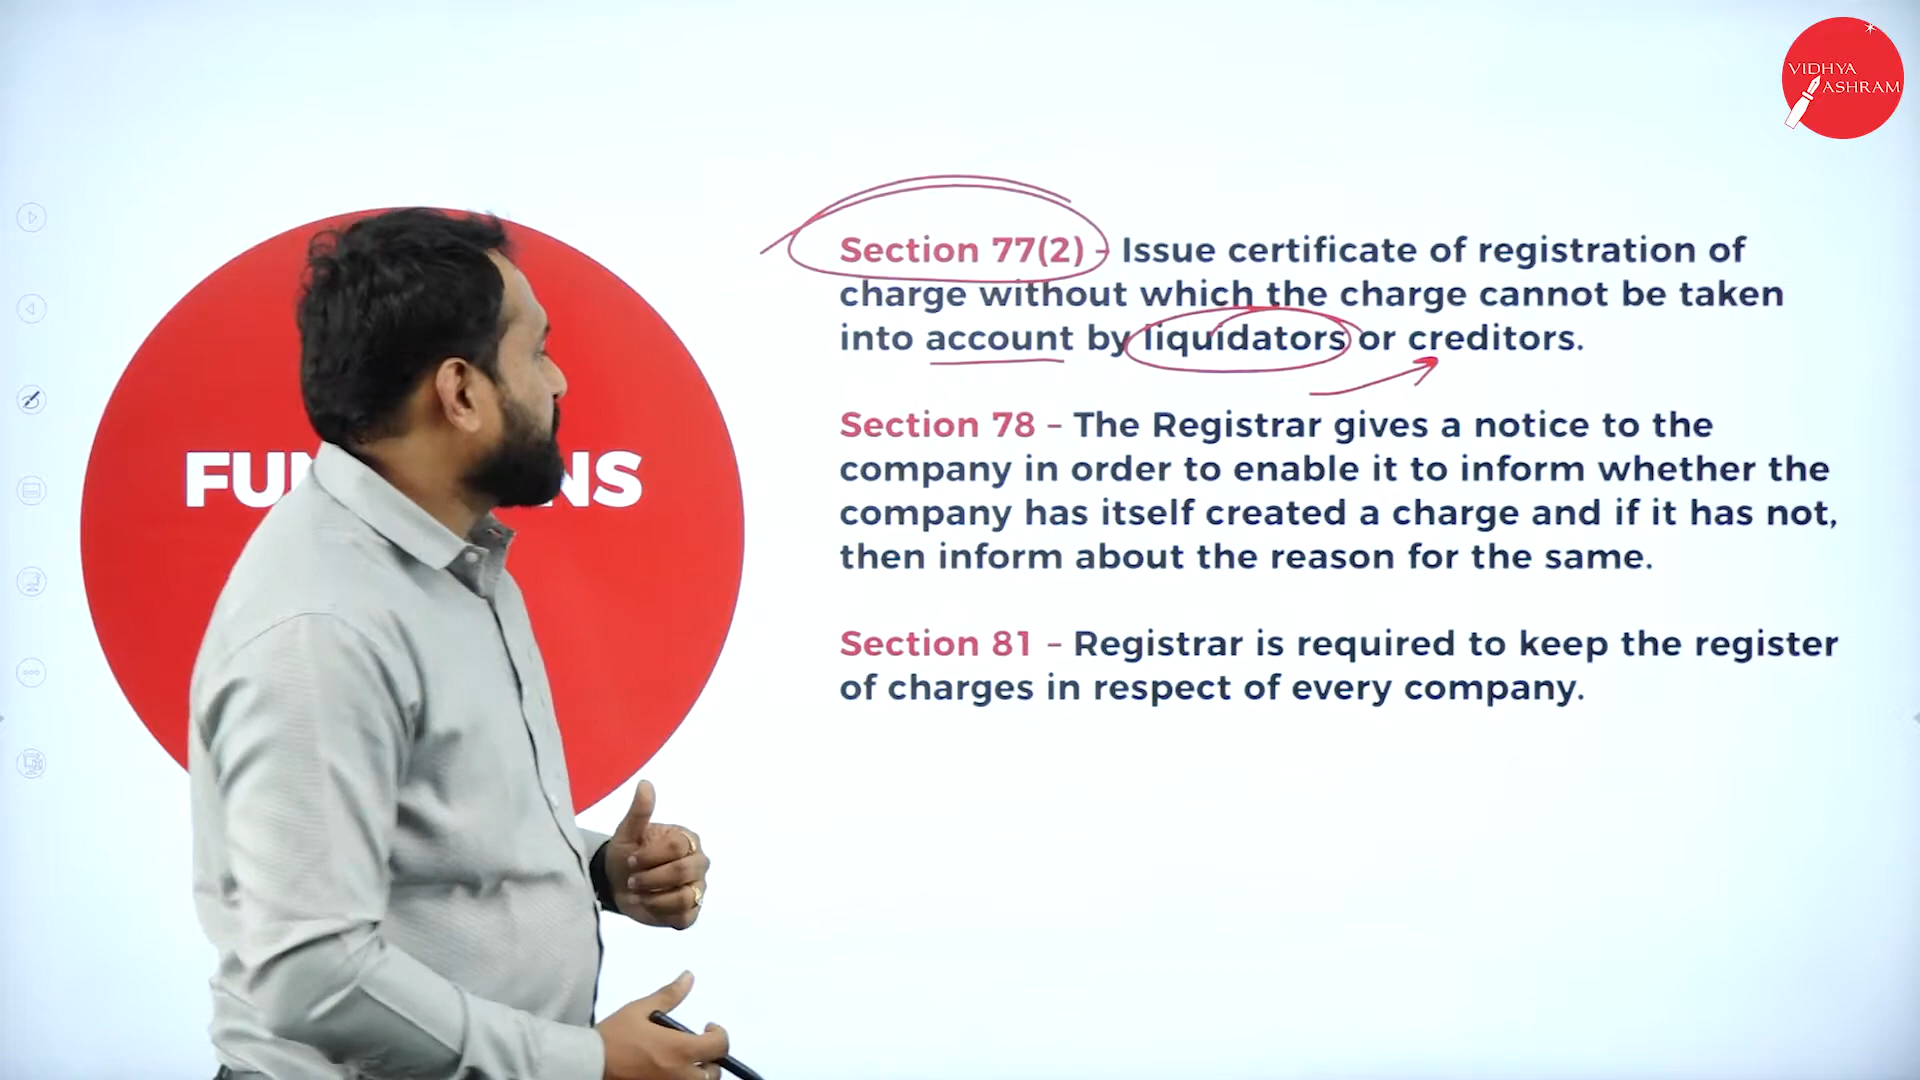 VIDHYA
ASHRAM
Section 77(2) - Issue certificate of registration of
charge without which the charge cannot be taken
into account by liquidators or creditors.
Section 78 - The Registrar gives a notice to the
company in order to enable it to inform whether the
company has itself created a charge and if it has not,
then inform about the reason for the same.
Section 81 - Registrar is required to keep the register
of charges in respect of every company.